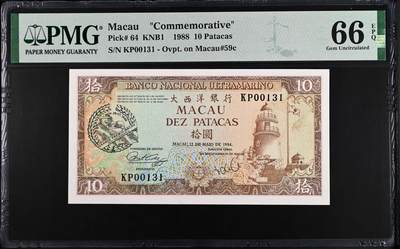 PMG
PAPER MONEY GUARANTY
Macau "Commemorative"
Pick# 64 KNB1 1988 10 Patacas
S/N KP00131 - Ovpt. on Macau#59c
66 EPQ
Gem Uncirculated
拾 BANCO NACIONAL ULTRAMARINO 10
大西洋銀行 KP00131
MACAU
DEZ PATACAS
拾圓
MACAU, 12 DE MAIO DE 1984.
KP00131
10 拾